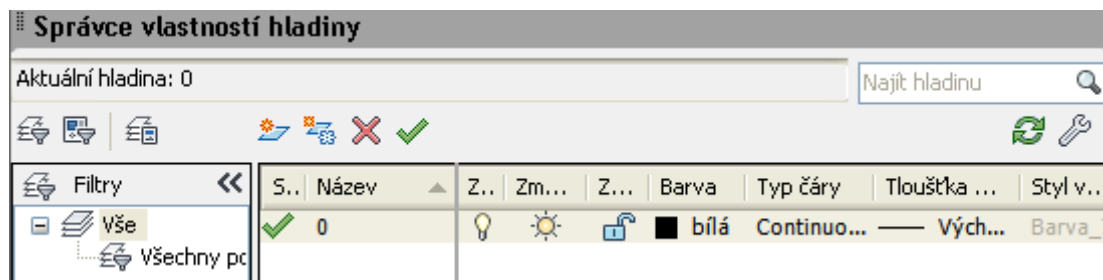 Správce vlastností hladiny
Aktuální hladina: 0
Najít hladinu
Filtry
S.. Název Z.. Zm... Z... Barva Typ čáry Tloušťka ... Styl v..
Vše
0 bílá Continuo... Vých... Barva_
Všechny po